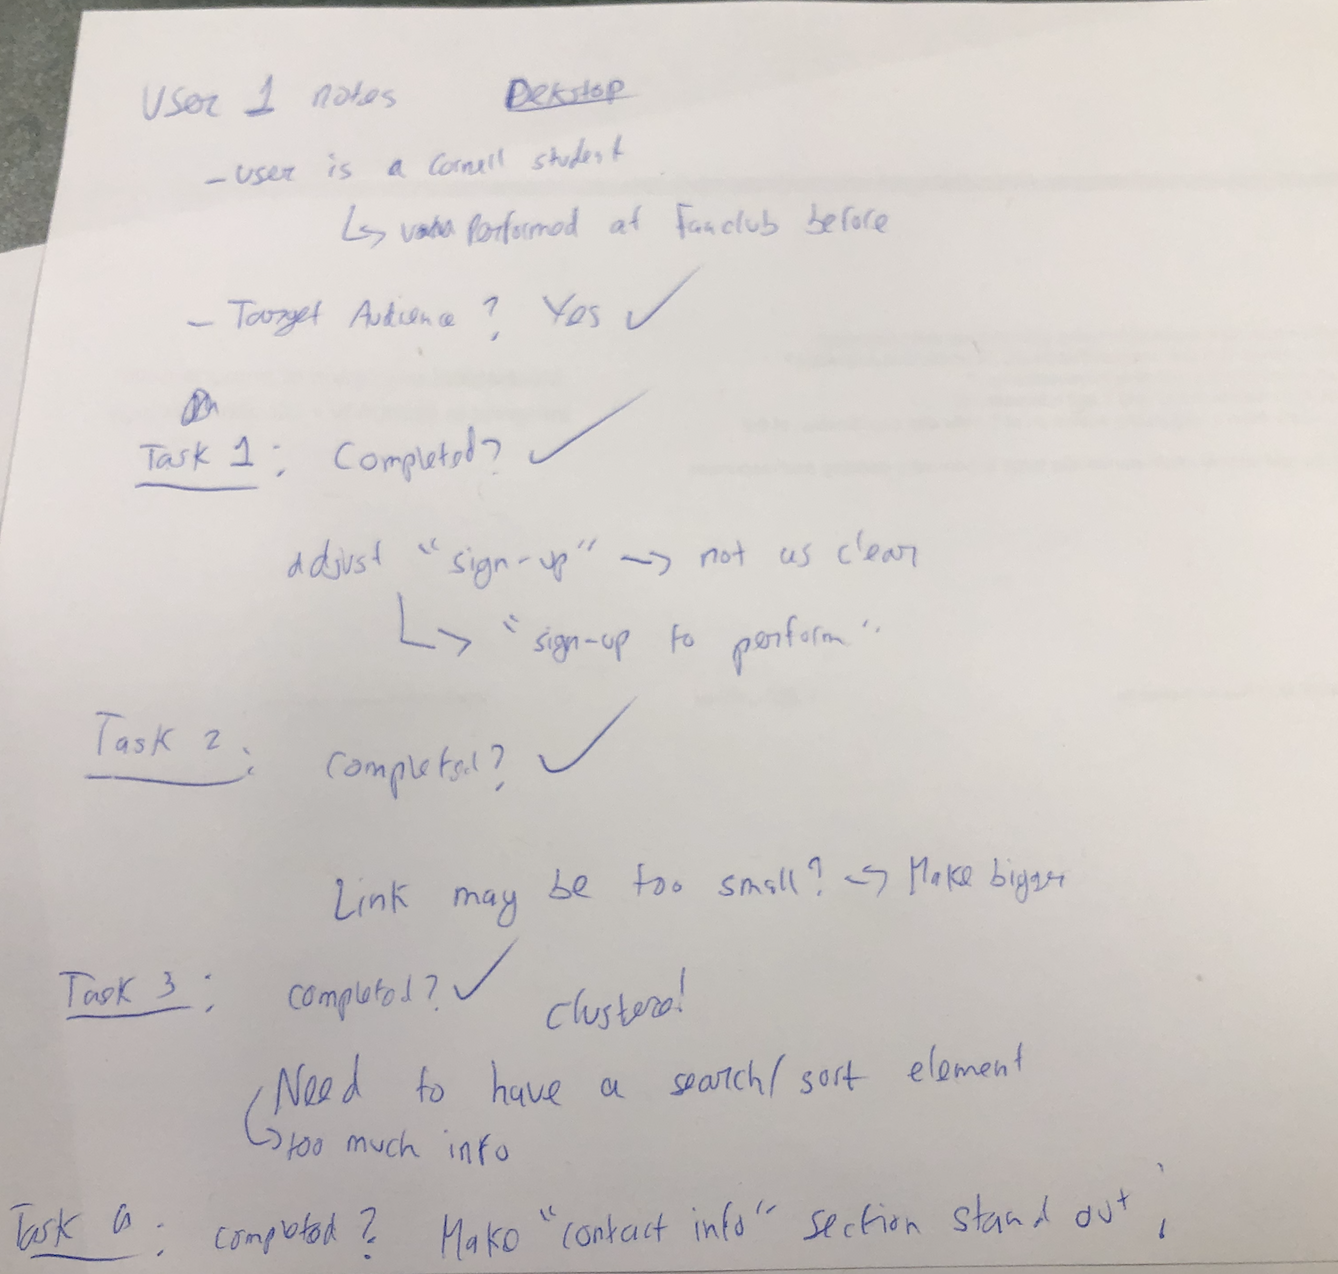 User 1 notes Dekstop
- User is a Cornell student
↳ performed at Fanclub before
- Target Audience? Yes ✓
Task 1: Completed? ✓
adjust "sign-up" → not as clear
↳ "sign-up to perform"
Task 2: completed? ✓
Link may be too small? → Make bigger
Task 3: completed? ✓ clustered!
Need to have a search/sort element
↳ too much info
Task : completed? Make "contact info" section stand out